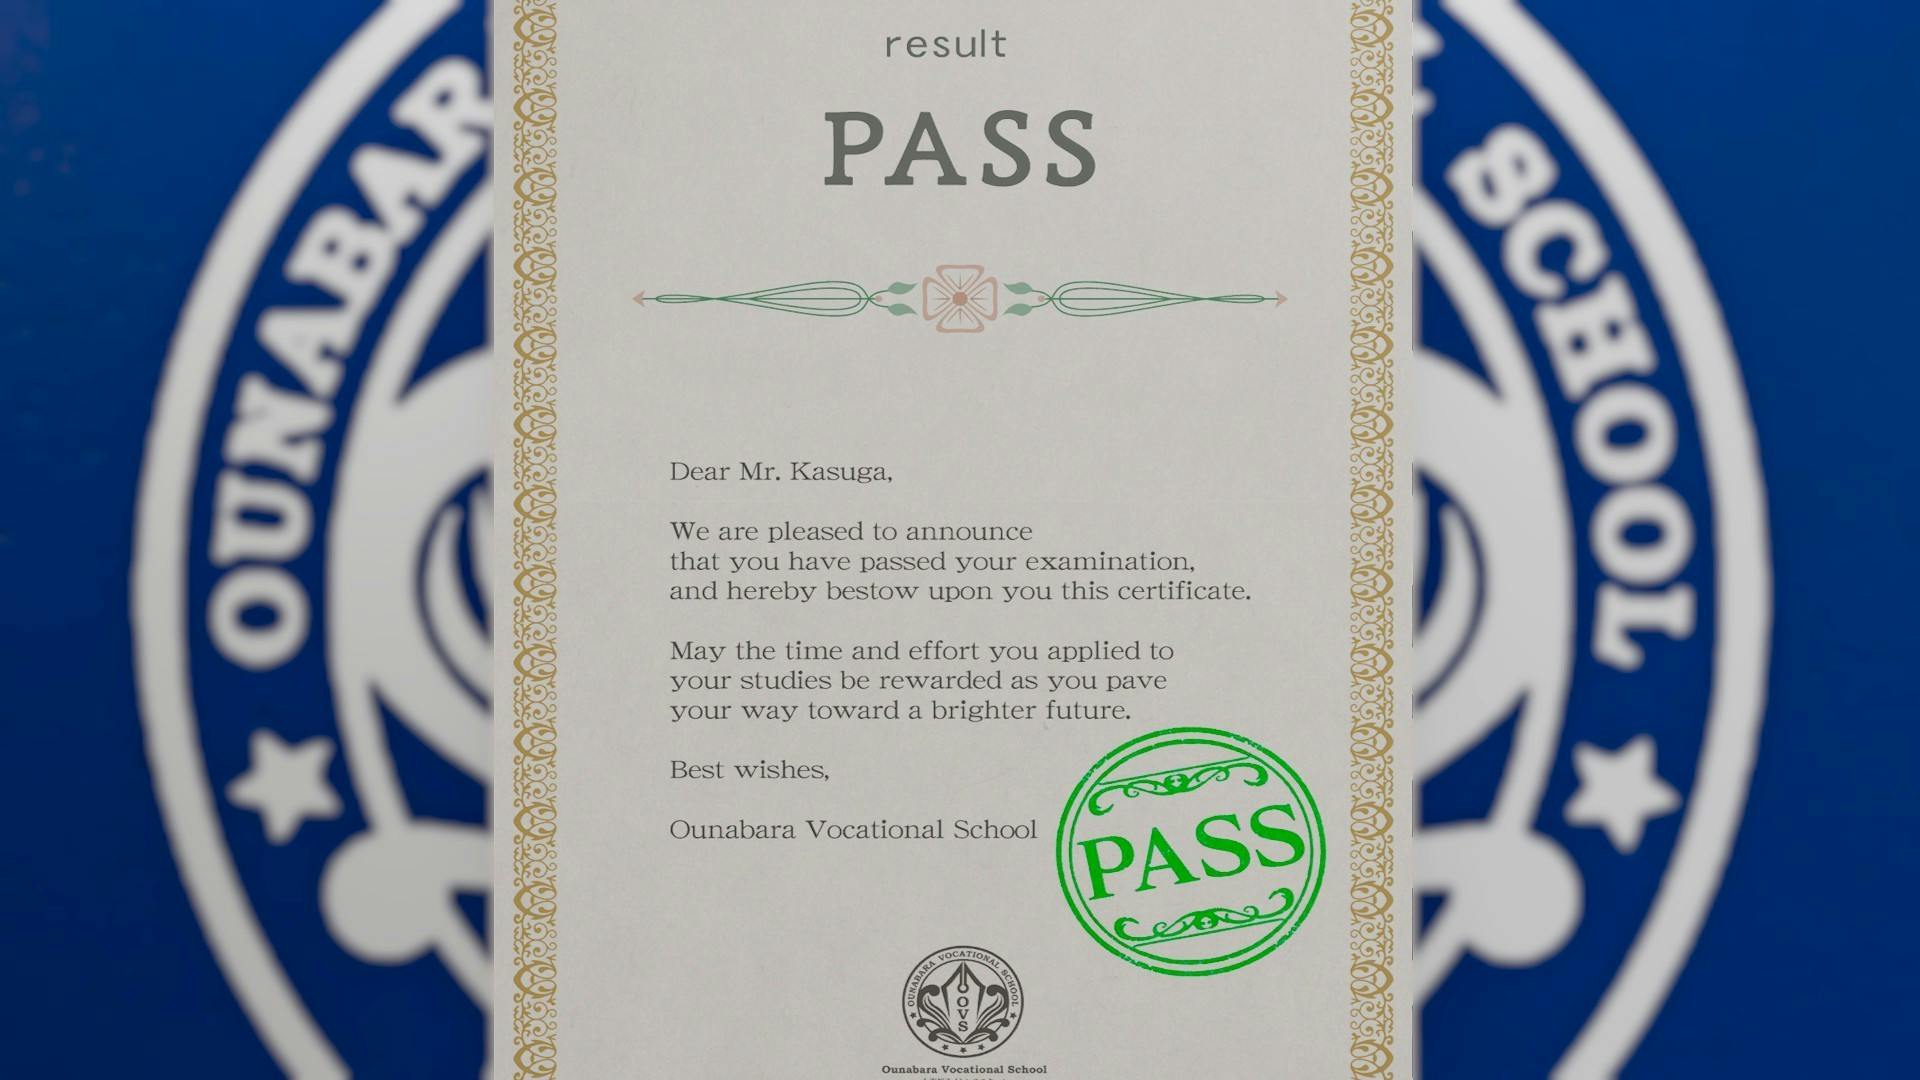 result
PASS
Dear Mr. Kasuga,
We are pleased to announce
that you have passed your examination,
and hereby bestow upon you this certificate.
May the time and effort you applied to
your studies be rewarded as you pave
your way toward a brighter future.
Best wishes,
Ounabara Vocational School
PASS
OUNABARA VOCATIONAL SCHOOL
OVS
Ounabara Vocational School
OUNABAR
SCHOOL